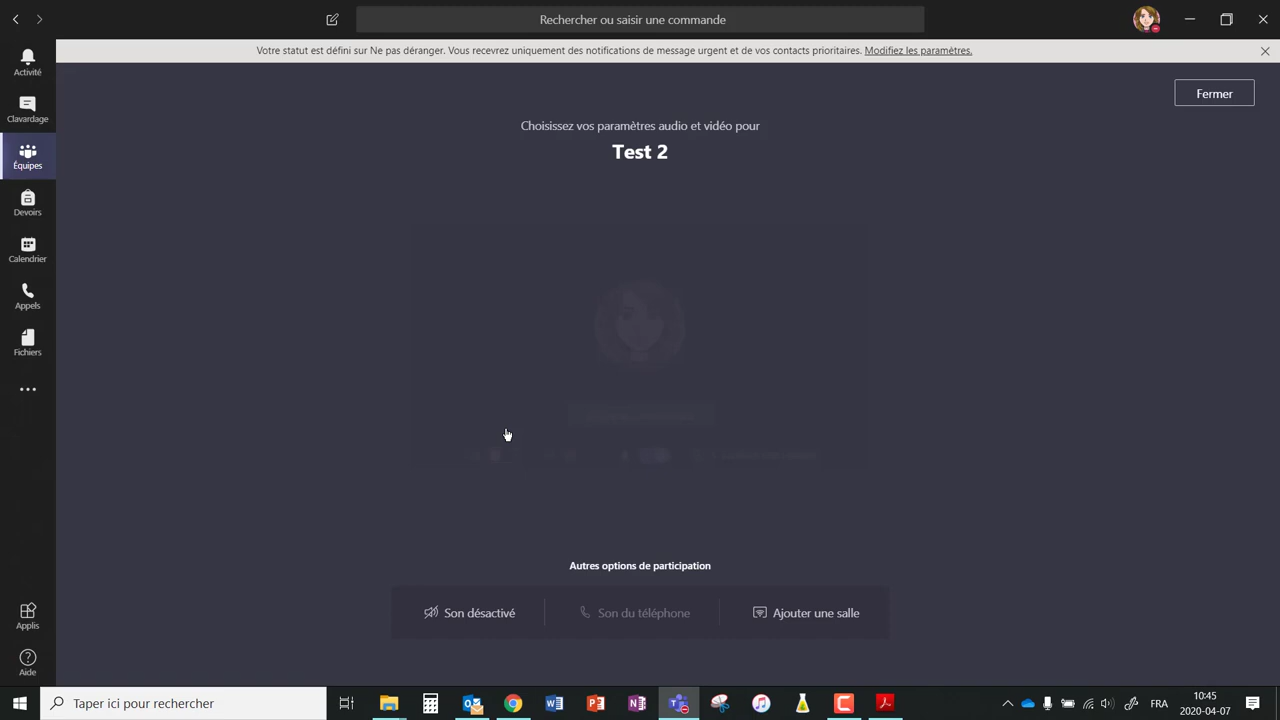 Rechercher ou saisir une commande
Votre statut est défini sur Ne pas déranger. Vous recevrez uniquement des notifications de message urgent et de vos contacts prioritaires. Modifiez les paramètres.
Activité
Clavardage
Équipes
Devoirs
Calendrier
Appels
Fichiers
Applis
Aide
Fermer
Choisissez vos paramètres audio et vidéo pour
Test 2
Autres options de participation
Son désactivé
Son du téléphone
Ajouter une salle
Taper ici pour rechercher
FRA
10:45
2020-04-07